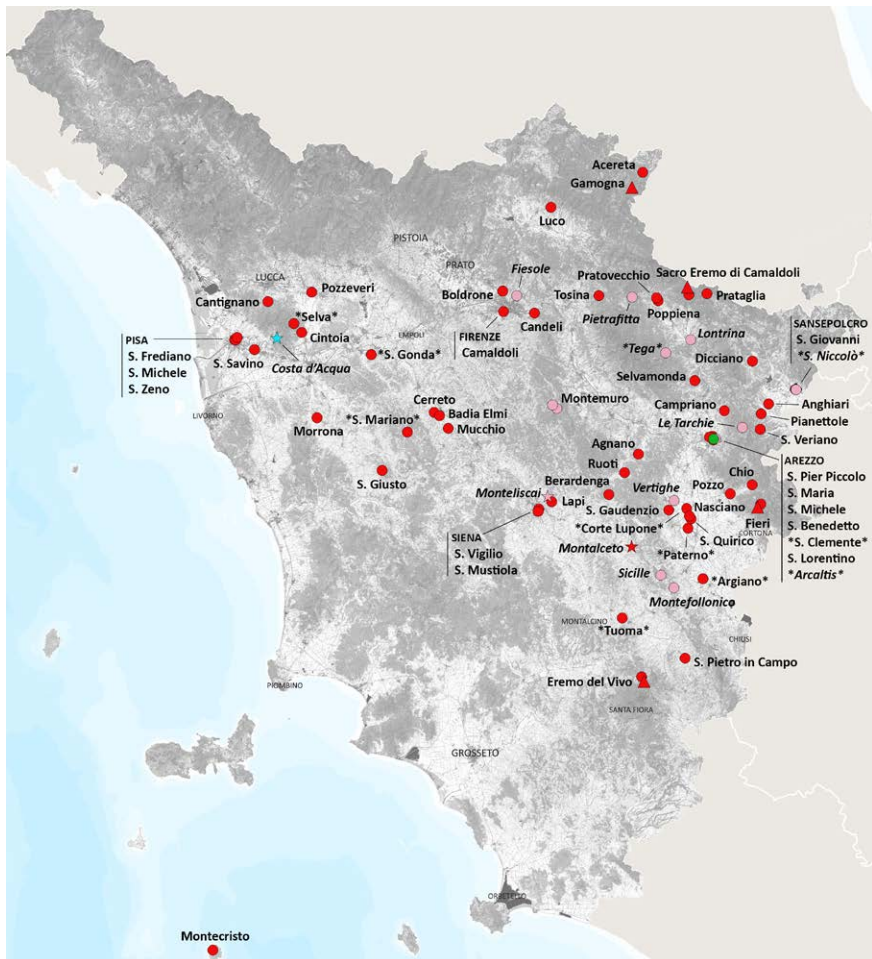 Acereta
Gamogna
Luco
PISTOIA
PRATO
LUCCA
Pozzeveri
Cantignano
*Selva*
Cintoia
PISA
S. Frediano
S. Michele
S. Zeno
S. Savino
Costa d'Acqua
EMPOLI
*S. Gonda*
Boldrone
Fiesole
FIRENZE
Camaldoli
Candeli
Tosina
Pietrafitta
Pratovecchio
Sacro Eremo di Camaldoli
Poppiena
Prataglia
Lontrina
*Tega*
SANSEPOLCRO
S. Giovanni
*S. Niccolò*
Dicciano
Selvamonda
LIVORNO
Cerreto
*S. Mariano*
Badia Elmi
Mucchio
Morrona
S. Giusto
Montemuro
Campriano
Anghiari
Le Tarchie
Pianettole
S. Veriano
Agnano
Ruoti
AREZZO
S. Pier Piccolo
S. Maria
S. Michele
S. Benedetto
*S. Clemente*
S. Lorentino
*Arcaltis*
Berardenga
Monteliscai
Lapi
Vertighe
Pozzo
Chio
S. Gaudenzio
Nasciano
Fieri
CORTONA
SIENA
S. Vigilio
S. Mustiola
*Corte Lupone*
S. Quirico
Montalceto
*Paterno*
Sicille
*Argiano*
Montefollonico
MONTALCINO
*Tuoma*
CHIUSI
S. Pietro in Campo
Eremo del Vivo
SANTA FIORA
PIOMBINO
GROSSETO
ORBETELLO
Montecristo